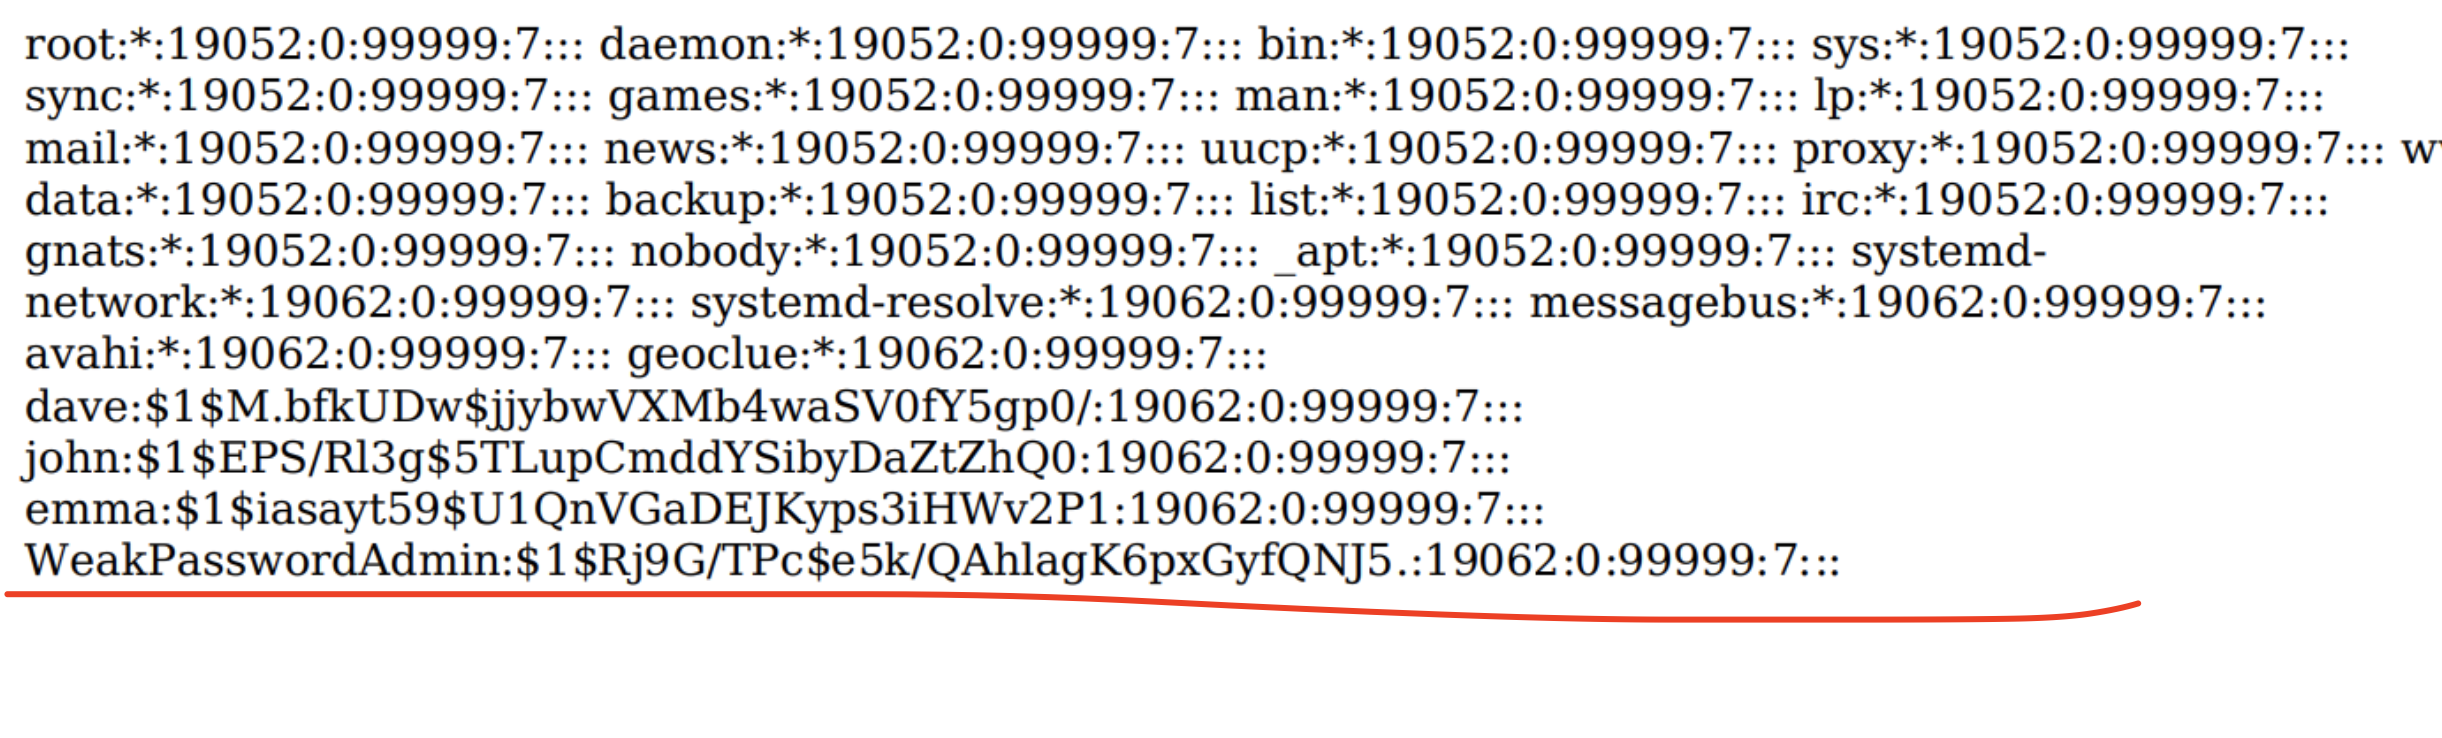 root:*:19052:0:99999:7::: daemon:*:19052:0:99999:7::: bin:*:19052:0:99999:7::: sys:*:19052:0:99999:7:::
sync:*:19052:0:99999:7::: games:*:19052:0:99999:7::: man:*:19052:0:99999:7::: lp:*:19052:0:99999:7:::
mail:*:19052:0:99999:7::: news:*:19052:0:99999:7::: uucp:*:19052:0:99999:7::: proxy:*:19052:0:99999:7:::
data:*:19052:0:99999:7::: backup:*:19052:0:99999:7::: list:*:19052:0:99999:7::: irc:*:19052:0:99999:7:::
gnats:*:19052:0:99999:7::: nobody:*:19052:0:99999:7::: _apt:*:19052:0:99999:7::: systemd-
network:*:19062:0:99999:7::: systemd-resolve:*:19062:0:99999:7::: messagebus:*:19062:0:99999:7:::
avahi:*:19062:0:99999:7::: geoclue:*:19062:0:99999:7:::
dave:$1$M.bfkUDw$jjybwVXMb4waSV0fY5gp0/:19062:0:99999:7:::
john:$1$EPS/Rl3g$5TLupCmddYSibyDaZtZhQ0:19062:0:99999:7:::
emma:$1$iasayt59$U1QnVGaDEJKyps3iHWv2P1:19062:0:99999:7:::
WeakPasswordAdmin:$1$Rj9G/TPc$e5k/QAhlagK6pxGyfQNJ5.:19062:0:99999:7:::